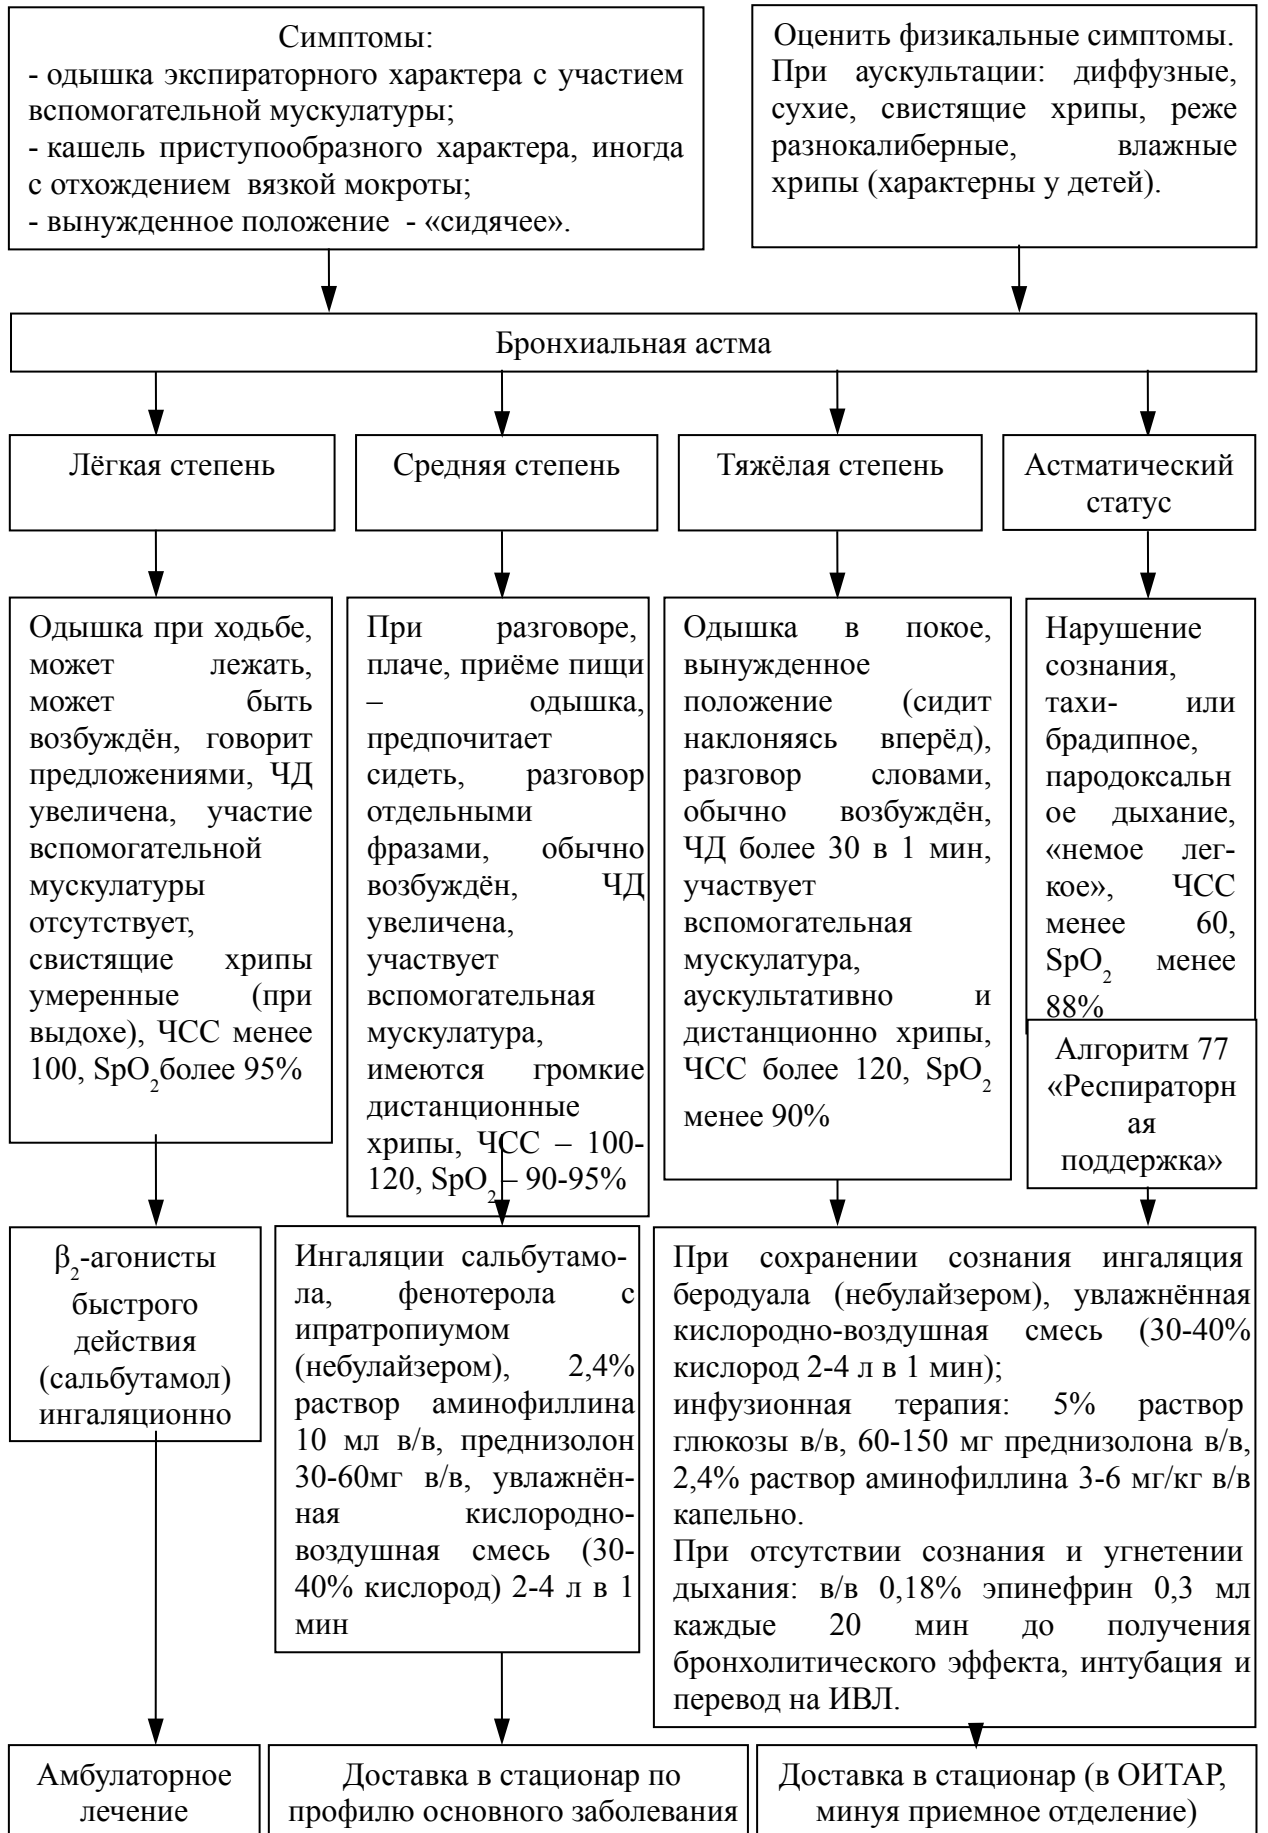 Симптомы:
- одышка экспираторного характера с участием
вспомогательной мускулатуры;
- кашель приступообразного характера, иногда
с отхождением вязкой мокроты;
- вынужденное положение - «сидячее».
Оценить физикальные симптомы.
При аускультации: диффузные,
сухие, свистящие хрипы, реже
разнокалиберные, влажные
хрипы (характерны у детей).
Бронхиальная астма
Лёгкая степень
Средняя степень
Тяжёлая степень
Астматический
статус
Одышка при ходьбе,
может лежать,
может быть
возбуждён, говорит
предложениями, ЧД
увеличена, участие
вспомогательной
мускулатуры
отсутствует,
свистящие хрипы
умеренные (при
выдохе), ЧСС менее
100, SpO₂более 95%
При разговоре,
плаче, приёме пищи
– одышка,
предпочитает
сидеть, разговор
отдельными
фразами, обычно
возбуждён, ЧД
увеличена,
участвует
вспомогательная
мускулатура,
имеются громкие
дистанционные
хрипы, ЧСС – 100-
120, SpO₂ – 90-95%
Одышка в покое,
вынужденное
положение (сидит
наклоняясь вперёд),
разговор словами,
обычно возбуждён,
ЧД более 30 в 1 мин,
участвует
вспомогательная
мускулатура,
аускультативно и
дистанционно хрипы,
ЧСС более 120, SpO₂
менее 90%
Нарушение
сознания,
тахи- или
брадипное,
пародоксальн
ое дыхание,
«немое лег-
кое», ЧСС
менее 60,
SpO₂ менее
88%
Алгоритм 77
«Респираторн
ая
поддержка»
β₂-агонисты
быстрого
действия
(сальбутамол)
ингаляционно
Ингаляции сальбутамо-
ла, фенотерола с
ипратропиумом
(небулайзером), 2,4%
раствор аминофиллина
10 мл в/в, преднизолон
30-60мг в/в, увлажнён-
ная кислородно-
воздушная смесь (30-
40% кислород) 2-4 л в 1
мин
При сохранении сознания ингаляция
беродуала (небулайзером), увлажнённая
кислородно-воздушная смесь (30-40%
кислород 2-4 л в 1 мин);
инфузионная терапия: 5% раствор
глюкозы в/в, 60-150 мг преднизолона в/в,
2,4% раствор аминофиллина 3-6 мг/кг в/в
капельно.
При отсутствии сознания и угнетении
дыхания: в/в 0,18% эпинефрин 0,3 мл
каждые 20 мин до получения
бронхолитического эффекта, интубация и
перевод на ИВЛ.
Амбулаторное
лечение
Доставка в стационар по
профилю основного заболевания
Доставка в стационар (в ОИТАР,
минуя приемное отделение)